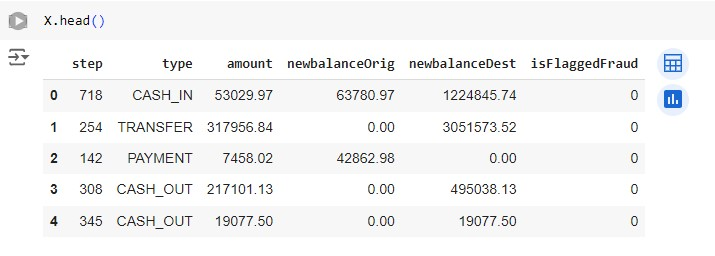 X.head()
step type amount newbalanceOrig newbalanceDest isFlaggedFraud
0 718 CASH_IN 53029.97 63780.97 1224845.74 0
1 254 TRANSFER 317956.84 0.00 3051573.52 0
2 142 PAYMENT 7458.02 42862.98 0.00 0
3 308 CASH_OUT 217101.13 0.00 495038.13 0
4 345 CASH_OUT 19077.50 0.00 19077.50 0